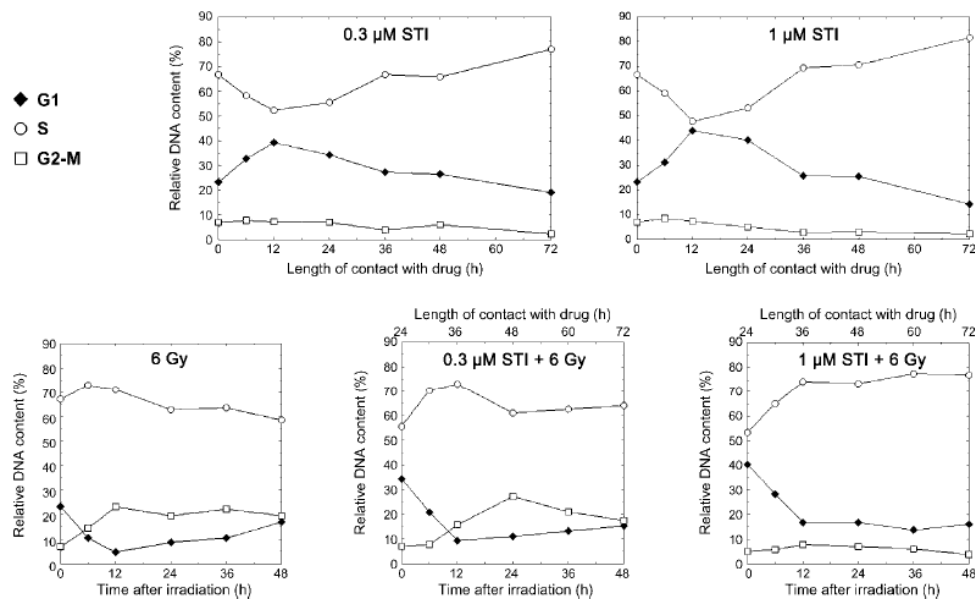 0.3 µM STI
1 µM STI
G1
S
G2-M
Relative DNA content (%)
90
80
70
60
50
40
30
20
10
0
0 12 24 36 48 60 72
Length of contact with drug (h)
90
80
70
60
50
40
30
20
10
0
0 12 24 36 48 60 72
Length of contact with drug (h)
6 Gy
Relative DNA content (%)
90
80
70
60
50
40
30
20
10
0
0 12 24 36 48
Time after irradiation (h)
Length of contact with drug (h)
24 36 48 60 72
0.3 µM STI + 6 Gy
Relative DNA content (%)
90
80
70
60
50
40
30
20
10
0
0 12 24 36 48
Time after irradiation (h)
Length of contact with drug (h)
24 36 48 60 72
1 µM STI + 6 Gy
Relative DNA content (%)
90
80
70
60
50
40
30
20
10
0
0 12 24 36 48
Time after irradiation (h)